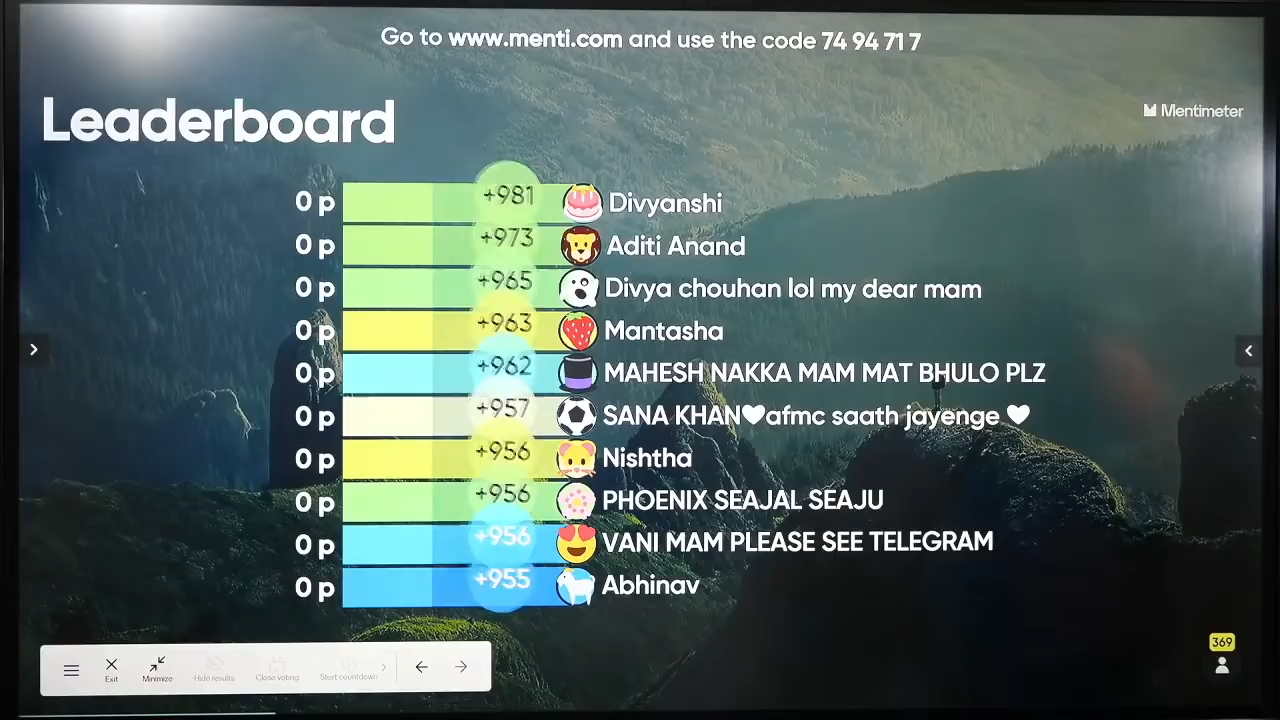 Go to www.menti.com and use the code 74 94 71 7
Leaderboard
Mentimeter
0 p +981 Divyanshi
0 p +973 Aditi Anand
0 p +965 Divya chouhan lol my dear mam
0 p +963 Mantasha
0 p +962 MAHESH NAKKA MAM MAT BHULO PLZ
0 p +957 SANA KHAN🤍afmc saath jayenge 🤍
0 p +956 Nishtha
0 p +956 PHOENIX SEAJAL SEAJU
0 p +956 VANI MAM PLEASE SEE TELEGRAM
0 p +955 Abhinav
369
Exit Minimize Hide results Close voting Start countdown